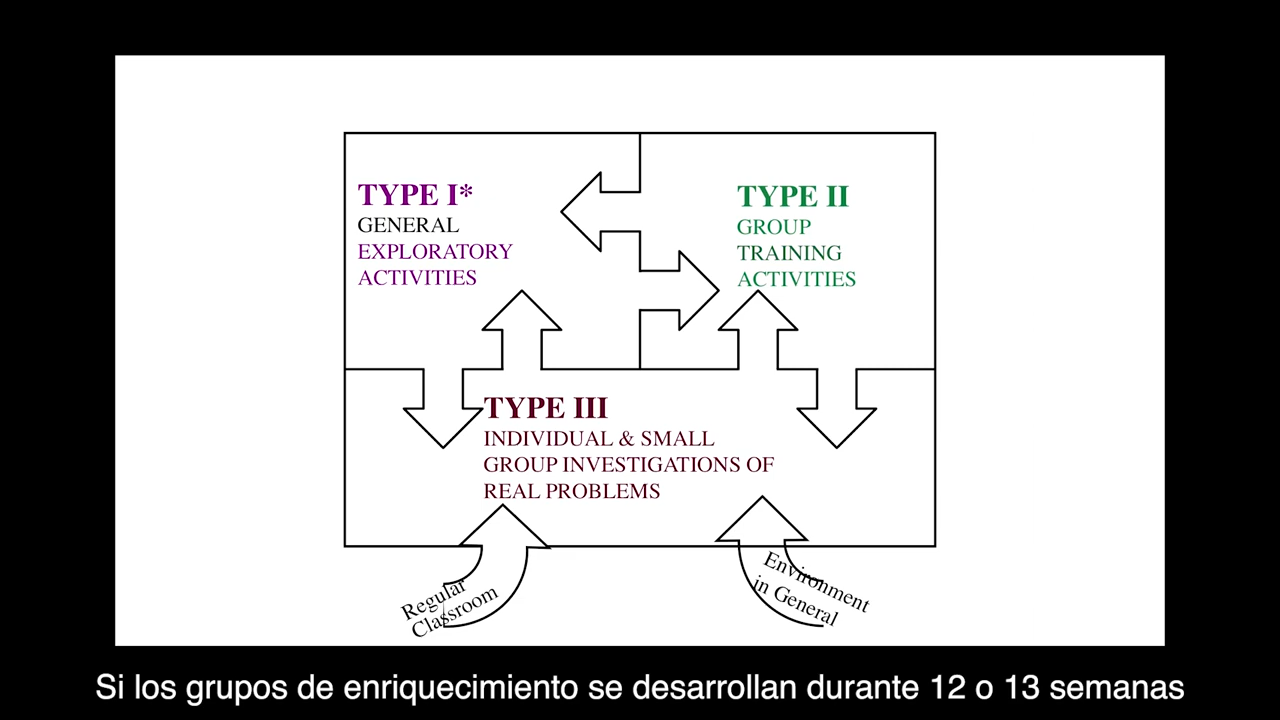 TYPE I*
GENERAL
EXPLORATORY
ACTIVITIES
TYPE II
GROUP
TRAINING
ACTIVITIES
TYPE III
INDIVIDUAL & SMALL
GROUP INVESTIGATIONS OF
REAL PROBLEMS
Regular
Classroom
Environment
in General
Si los grupos de enriquecimiento se desarrollan durante 12 o 13 semanas